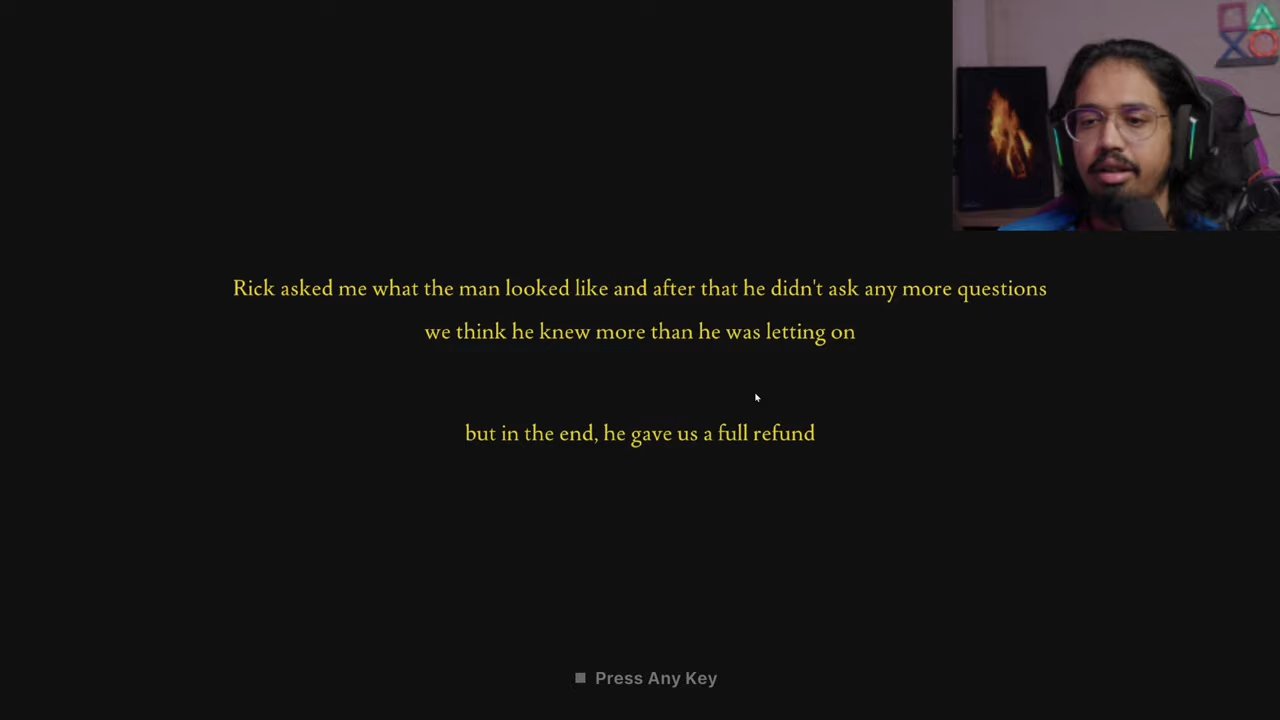 Rick asked me what the man looked like and after that he didn't ask any more questions
we think he knew more than he was letting on
but in the end, he gave us a full refund
Press Any Key